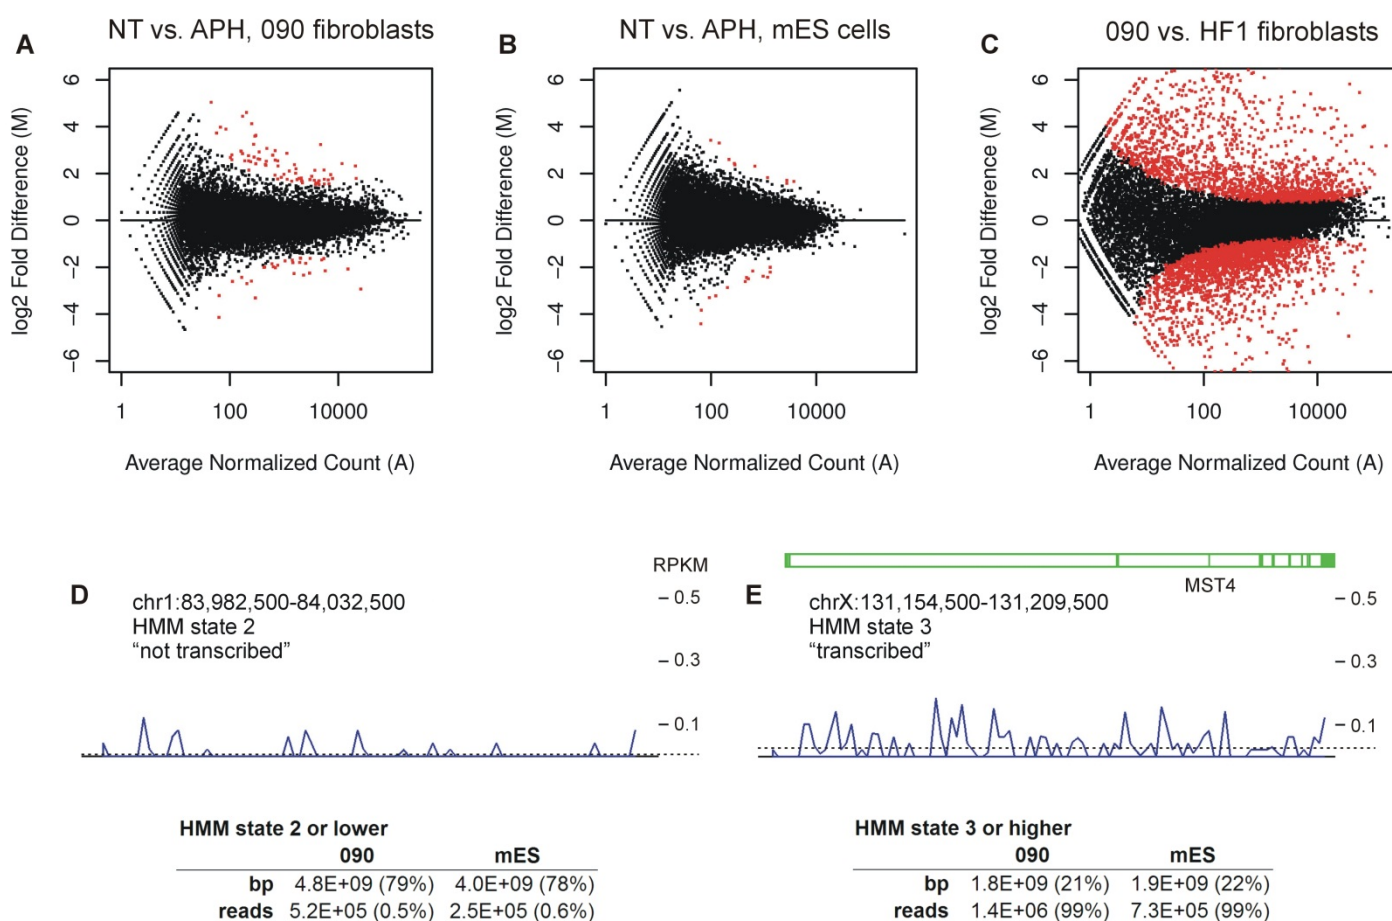 NT vs. APH, 090 fibroblasts
NT vs. APH, mES cells
090 vs. HF1 fibroblasts
A
B
C
log2 Fold Difference (M)
6
4
2
0
−2
−4
−6
1
100
10000
Average Normalized Count (A)
log2 Fold Difference (M)
6
4
2
0
−2
−4
−6
1
100
10000
Average Normalized Count (A)
log2 Fold Difference (M)
6
4
2
0
−2
−4
−6
1
100
10000
Average Normalized Count (A)
D
chr1:83,982,500-84,032,500
HMM state 2
“not transcribed”
RPKM
– 0.5
– 0.3
– 0.1
E
MST4
chrX:131,154,500-131,209,500
HMM state 3
“transcribed”
– 0.5
– 0.3
– 0.1
HMM state 2 or lower
090 mES
bp 4.8E+09 (79%) 4.0E+09 (78%)
reads 5.2E+05 (0.5%) 2.5E+05 (0.6%)
HMM state 3 or higher
090 mES
bp 1.8E+09 (21%) 1.9E+09 (22%)
reads 1.4E+06 (99%) 7.3E+05 (99%)